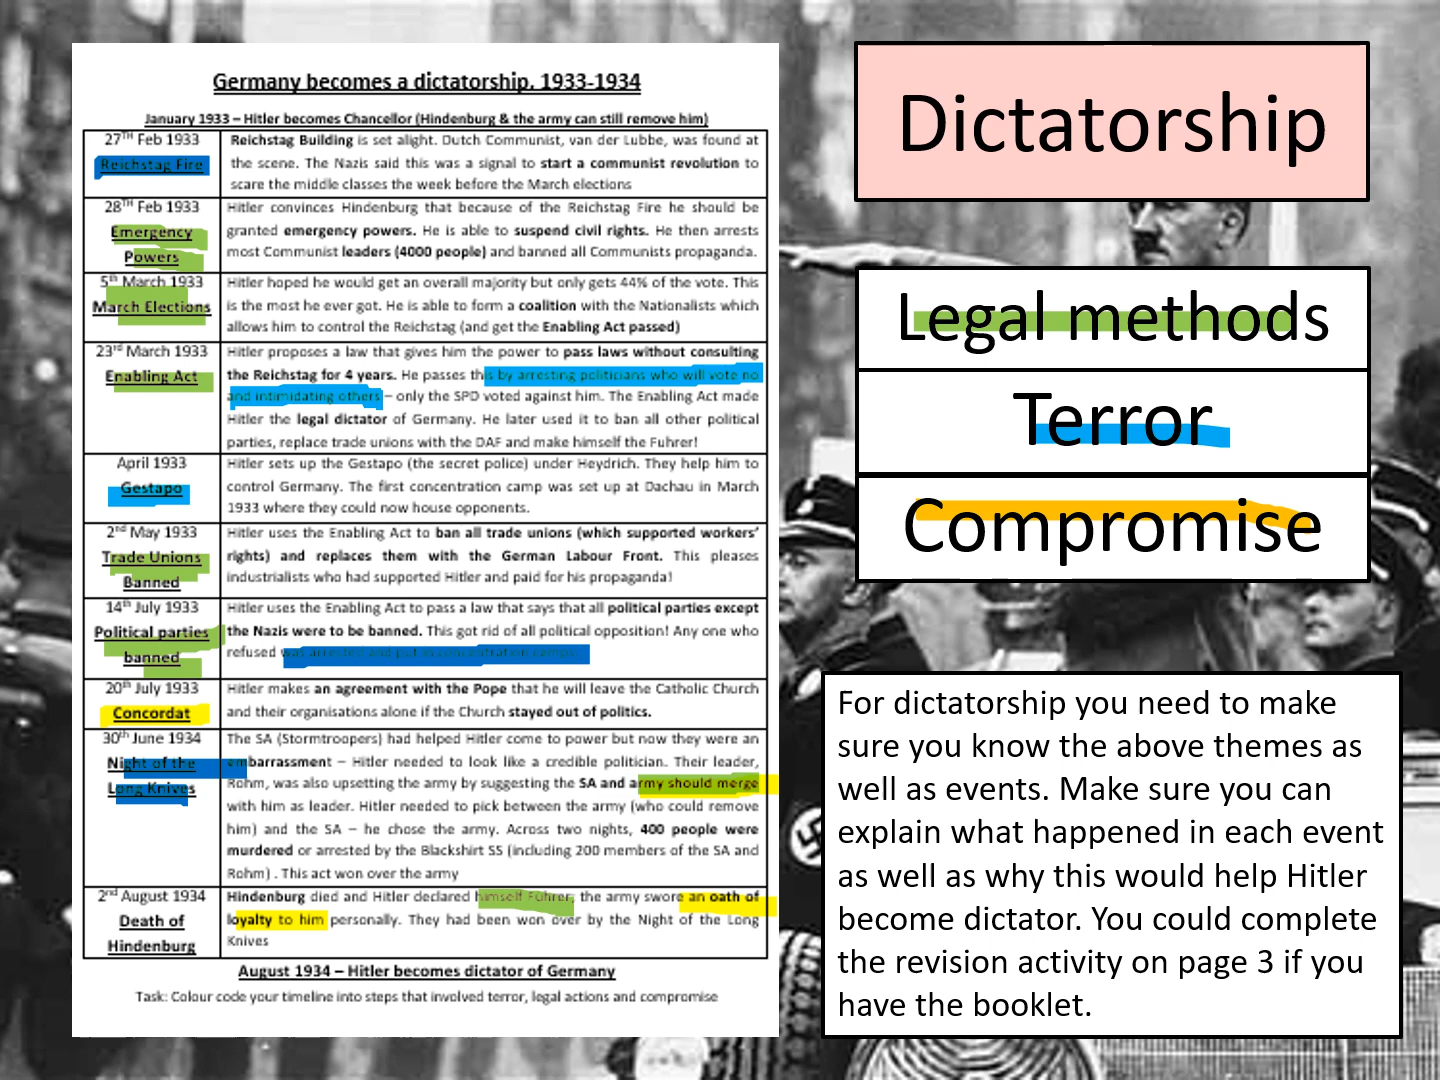 Germany becomes a dictatorship, 1933-1934
January 1933 – Hitler becomes Chancellor (Hindenburg & the army can still remove him)
27TH Feb 1933
Reichstag Fire
Reichstag Building is set alight. Dutch Communist, van der Lubbe, was found at
the scene. The Nazis said this was a signal to start a communist revolution to
scare the middle classes the week before the March elections
28TH Feb 1933
Emergency
Powers
Hitler convinces Hindenburg that because of the Reichstag Fire he should be
granted emergency powers. He is able to suspend civil rights. He then arrests
most Communist leaders (4000 people) and banned all Communists propaganda.
5th March 1933
March Elections
Hitler hoped he would get an overall majority but only gets 44% of the vote. This
is the most he ever got. He is able to form a coalition with the Nationalists which
allows him to control the Reichstag (and get the Enabling Act passed)
23rd March 1933
Enabling Act
Hitler proposes a law that gives him the power to pass laws without consulting
the Reichstag for 4 years. He passes this by arresting politicians who will vote no
and intimidating others – only the SPD voted against him. The Enabling Act made
Hitler the legal dictator of Germany. He later used it to ban all other political
parties, replace trade unions with the DAF and make himself the Fuhrer!
April 1933
Gestapo
Hitler sets up the Gestapo (the secret police) under Heydrich. They help him to
control Germany. The first concentration camp was set up at Dachau in March
1933 where they could now house opponents.
2nd May 1933
Trade Unions
Banned
Hitler uses the Enabling Act to ban all trade unions (which supported workers'
rights) and replaces them with the German Labour Front. This pleases
industrialists who had supported Hitler and paid for his propaganda!
14th July 1933
Political parties
banned
Hitler uses the Enabling Act to pass a law that says that all political parties except
the Nazis were to be banned. This got rid of all political opposition! Any one who
refused was arrested and put in concentration camps.
20th July 1933
Concordat
Hitler makes an agreement with the Pope that he will leave the Catholic Church
and their organisations alone if the Church stayed out of politics.
30th June 1934
Night of the
Long Knives
The SA (Stormtroopers) had helped Hitler come to power but now they were an
embarrassment – Hitler needed to look like a credible politician. Their leader,
Rohm, was also upsetting the army by suggesting the SA and army should merge
with him as leader. Hitler needed to pick between the army (who could remove
him) and the SA – he chose the army. Across two nights, 400 people were
murdered or arrested by the Blackshirt SS (including 200 members of the SA and
Rohm) . This act won over the army
2nd August 1934
Death of
Hindenburg
Hindenburg died and Hitler declared himself Fuhrer, the army swore an oath of
loyalty to him personally. They had been won over by the Night of the Long
Knives
August 1934 – Hitler becomes dictator of Germany
Task: Colour code your timeline into steps that involved terror, legal actions and compromise
Dictatorship
Legal methods
Terror
Compromise
For dictatorship you need to make
sure you know the above themes as
well as events. Make sure you can
explain what happened in each event
as well as why this would help Hitler
become dictator. You could complete
the revision activity on page 3 if you
have the booklet.